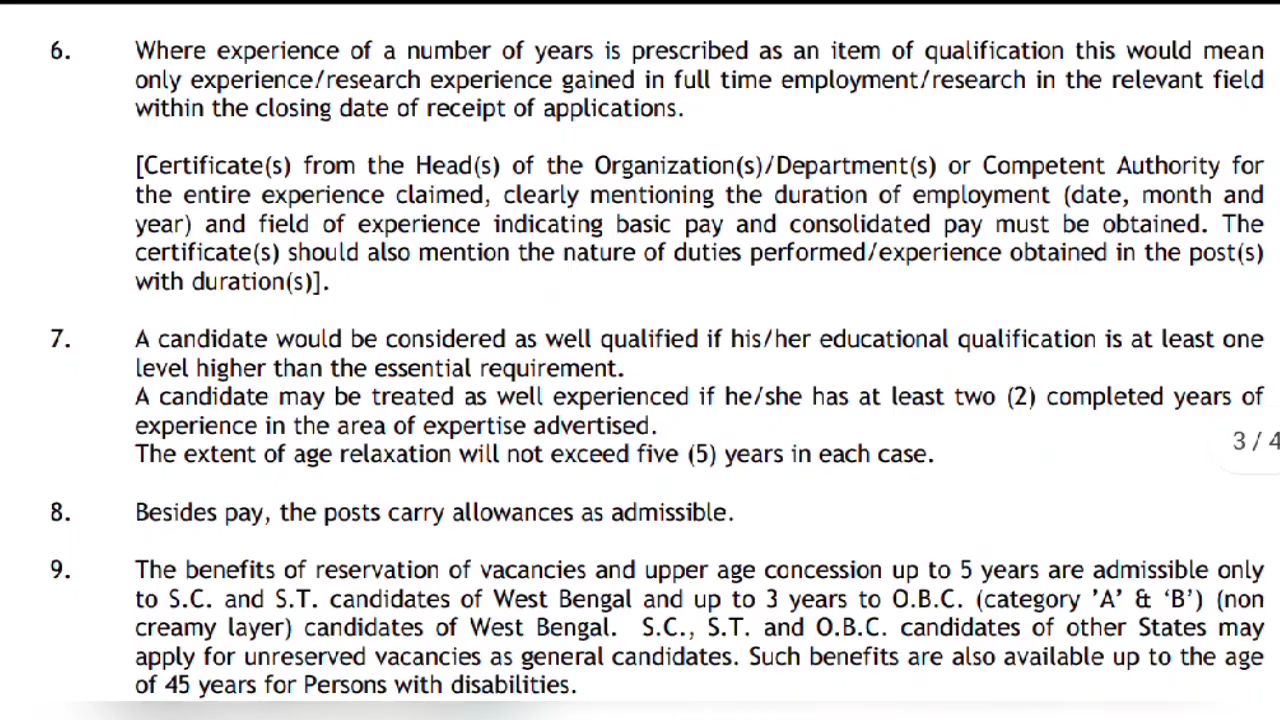 6. Where experience of a number of years is prescribed as an item of qualification this would mean
only experience/research experience gained in full time employment/research in the relevant field
within the closing date of receipt of applications.
[Certificate(s) from the Head(s) of the Organization(s)/Department(s) or Competent Authority for
the entire experience claimed, clearly mentioning the duration of employment (date, month and
year) and field of experience indicating basic pay and consolidated pay must be obtained. The
certificate(s) should also mention the nature of duties performed/experience obtained in the post(s)
with duration(s)].
7. A candidate would be considered as well qualified if his/her educational qualification is at least one
level higher than the essential requirement.
A candidate may be treated as well experienced if he/she has at least two (2) completed years of
experience in the area of expertise advertised.
3 / 4
The extent of age relaxation will not exceed five (5) years in each case.
8. Besides pay, the posts carry allowances as admissible.
9. The benefits of reservation of vacancies and upper age concession up to 5 years are admissible only
to S.C. and S.T. candidates of West Bengal and up to 3 years to O.B.C. (category 'A' & 'B') (non
creamy layer) candidates of West Bengal. S.C., S.T. and O.B.C. candidates of other States may
apply for unreserved vacancies as general candidates. Such benefits are also available up to the age
of 45 years for Persons with disabilities.